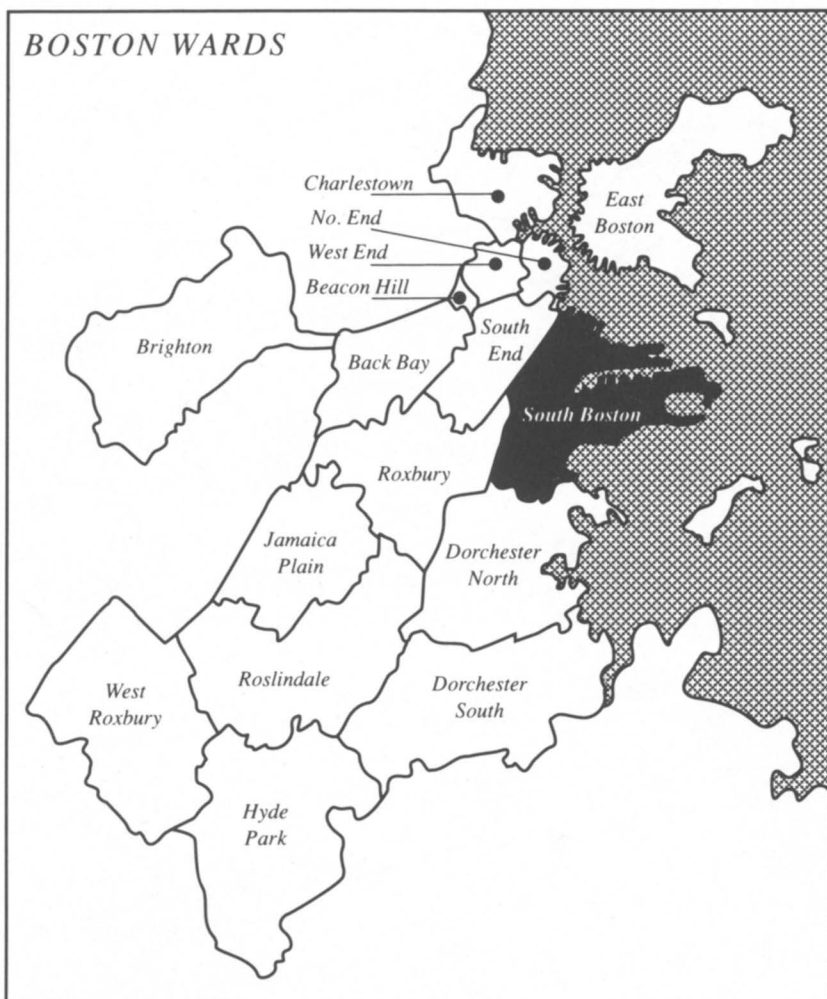 BOSTON WARDS
Charlestown
No. End
West End
Beacon Hill
East
Boston
Brighton
Back Bay
South
End
South Boston
Roxbury
Jamaica
Plain
Dorchester
North
West
Roxbury
Roslindale
Dorchester
South
Hyde
Park